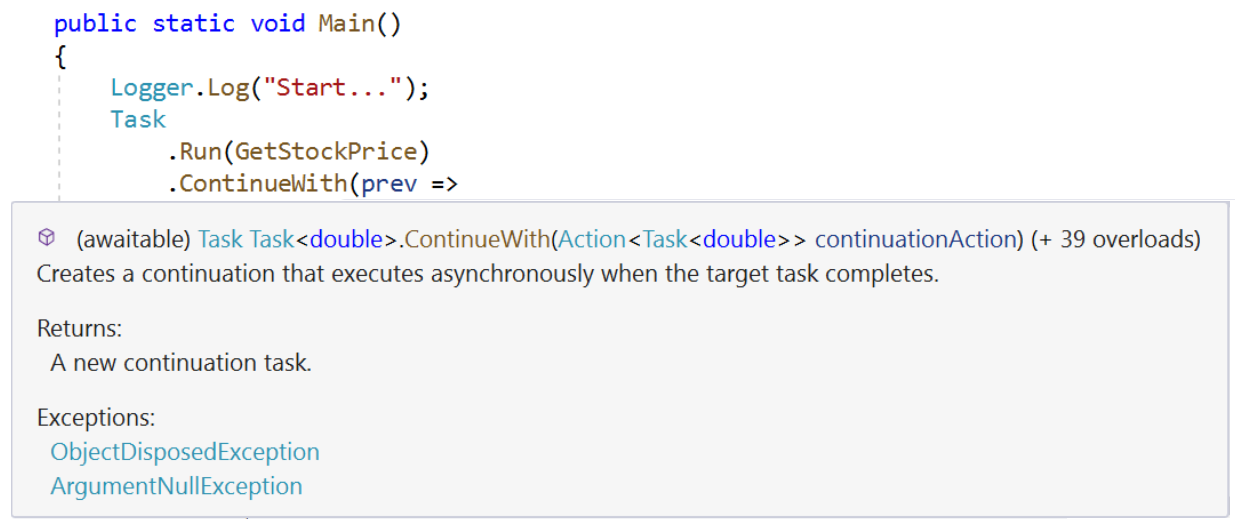 public static void Main()
{
Logger.Log("Start...");
Task
.Run(GetStockPrice)
.ContinueWith(prev =>
(awaitable) Task Task<double>.ContinueWith(Action<Task<double>> continuationAction) (+ 39 overloads)
Creates a continuation that executes asynchronously when the target task completes.
Returns:
A new continuation task.
Exceptions:
ObjectDisposedException
ArgumentNullException